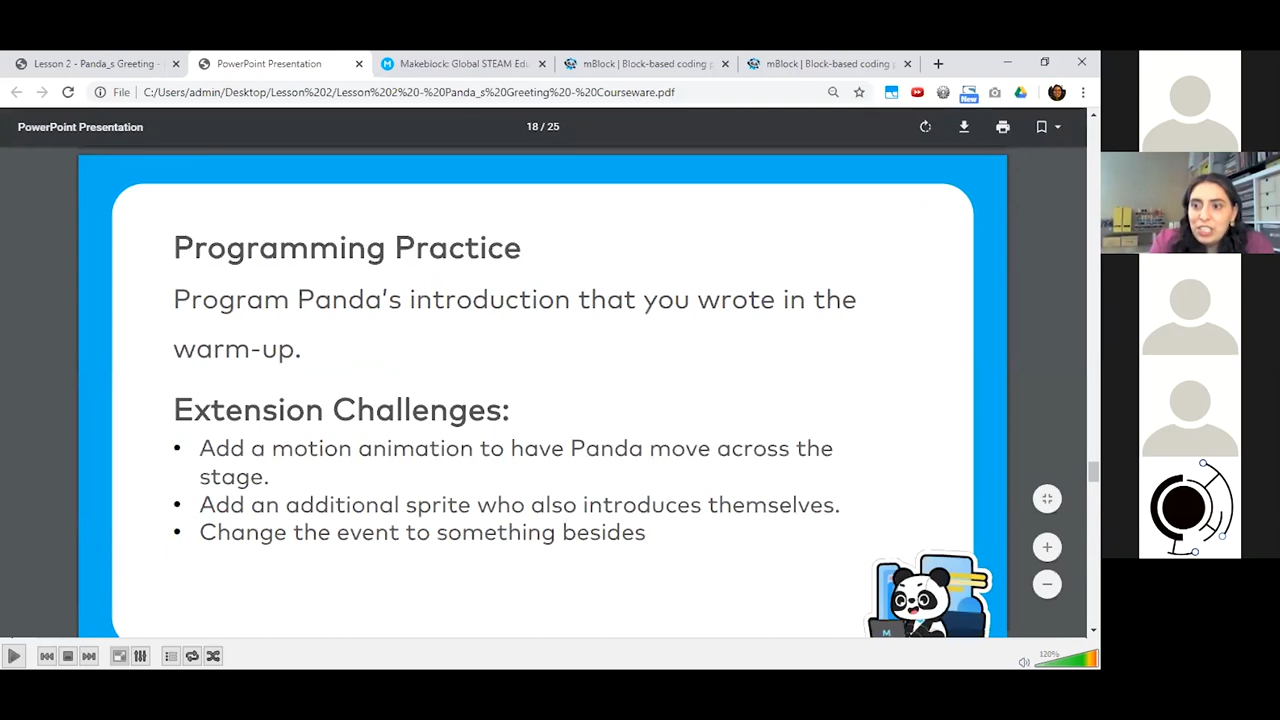 Lesson 2 - Panda_s Greeting -
PowerPoint Presentation
Makeblock: Global STEAM Edu
mBlock | Block-based coding p
mBlock | Block-based coding p
File
C:/Users/admin/Desktop/Lesson%202/Lesson%202%20-%20Panda_s%20Greeting%20-%20Courseware.pdf
New
PowerPoint Presentation
18 / 25
Programming Practice
Program Panda's introduction that you wrote in the
warm-up.
Extension Challenges:
• Add a motion animation to have Panda move across the
stage.
• Add an additional sprite who also introduces themselves.
• Change the event to something besides
M
120%